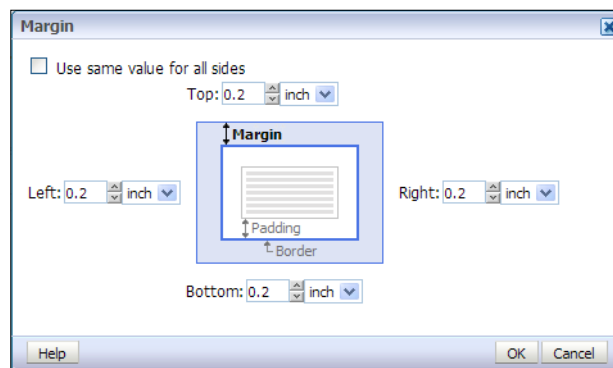 Margin
Use same value for all sides
Top: 0.2 inch
Margin
Left: 0.2 inch
Right: 0.2 inch
Padding
Border
Bottom: 0.2 inch
Help OK Cancel